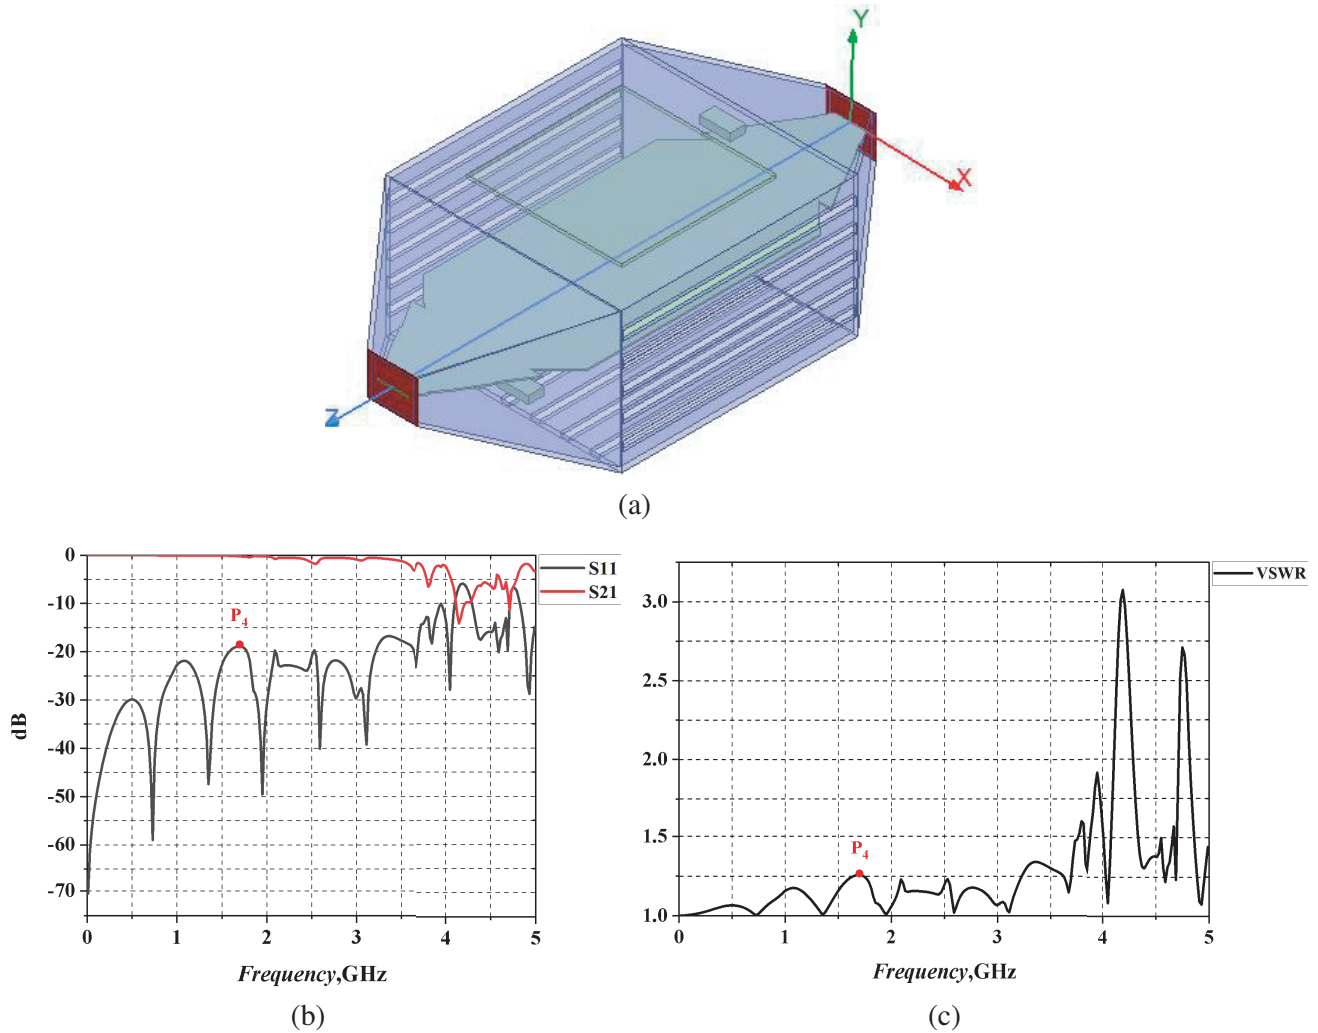 Y
X
Z
(a)
0
-10
-20
-30
-40
-50
-60
-70
dB
P4
S11
S21
0 1 2 3 4 5
Frequency,GHz
(b)
3.0
2.5
2.0
1.5
1.0
P4
VSWR
0 1 2 3 4 5
Frequency,GHz
(c)